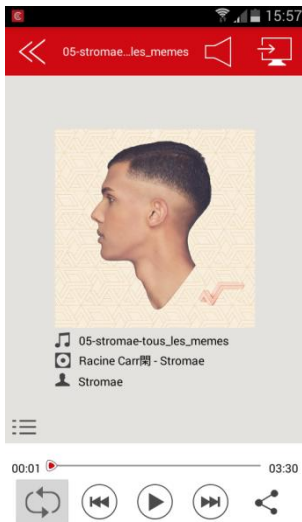 15:57
05-stromae...les_memes
05-stromae-tous_les_memes
Racine Carr閞 - Stromae
Stromae
00:01
03:30